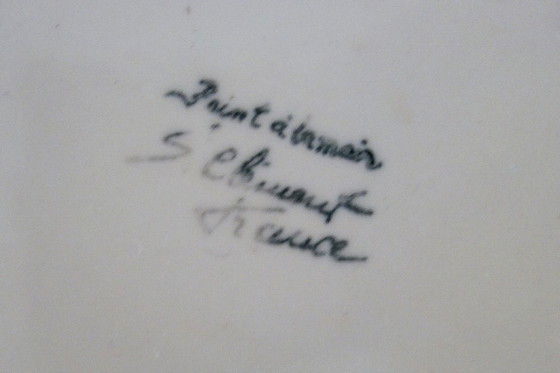 Peint à la main
St Clément
France